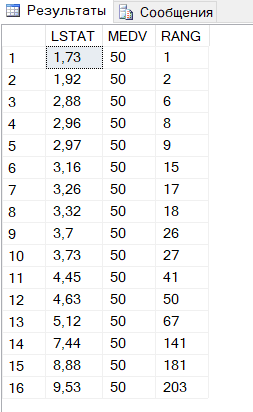 Результаты Сообщения
LSTAT MEDV RANG
1 1,73 50 1
2 1,92 50 2
3 2,88 50 6
4 2,96 50 8
5 2,97 50 9
6 3,16 50 15
7 3,26 50 17
8 3,32 50 18
9 3,7 50 26
10 3,73 50 27
11 4,45 50 41
12 4,63 50 50
13 5,12 50 67
14 7,44 50 141
15 8,88 50 181
16 9,53 50 203